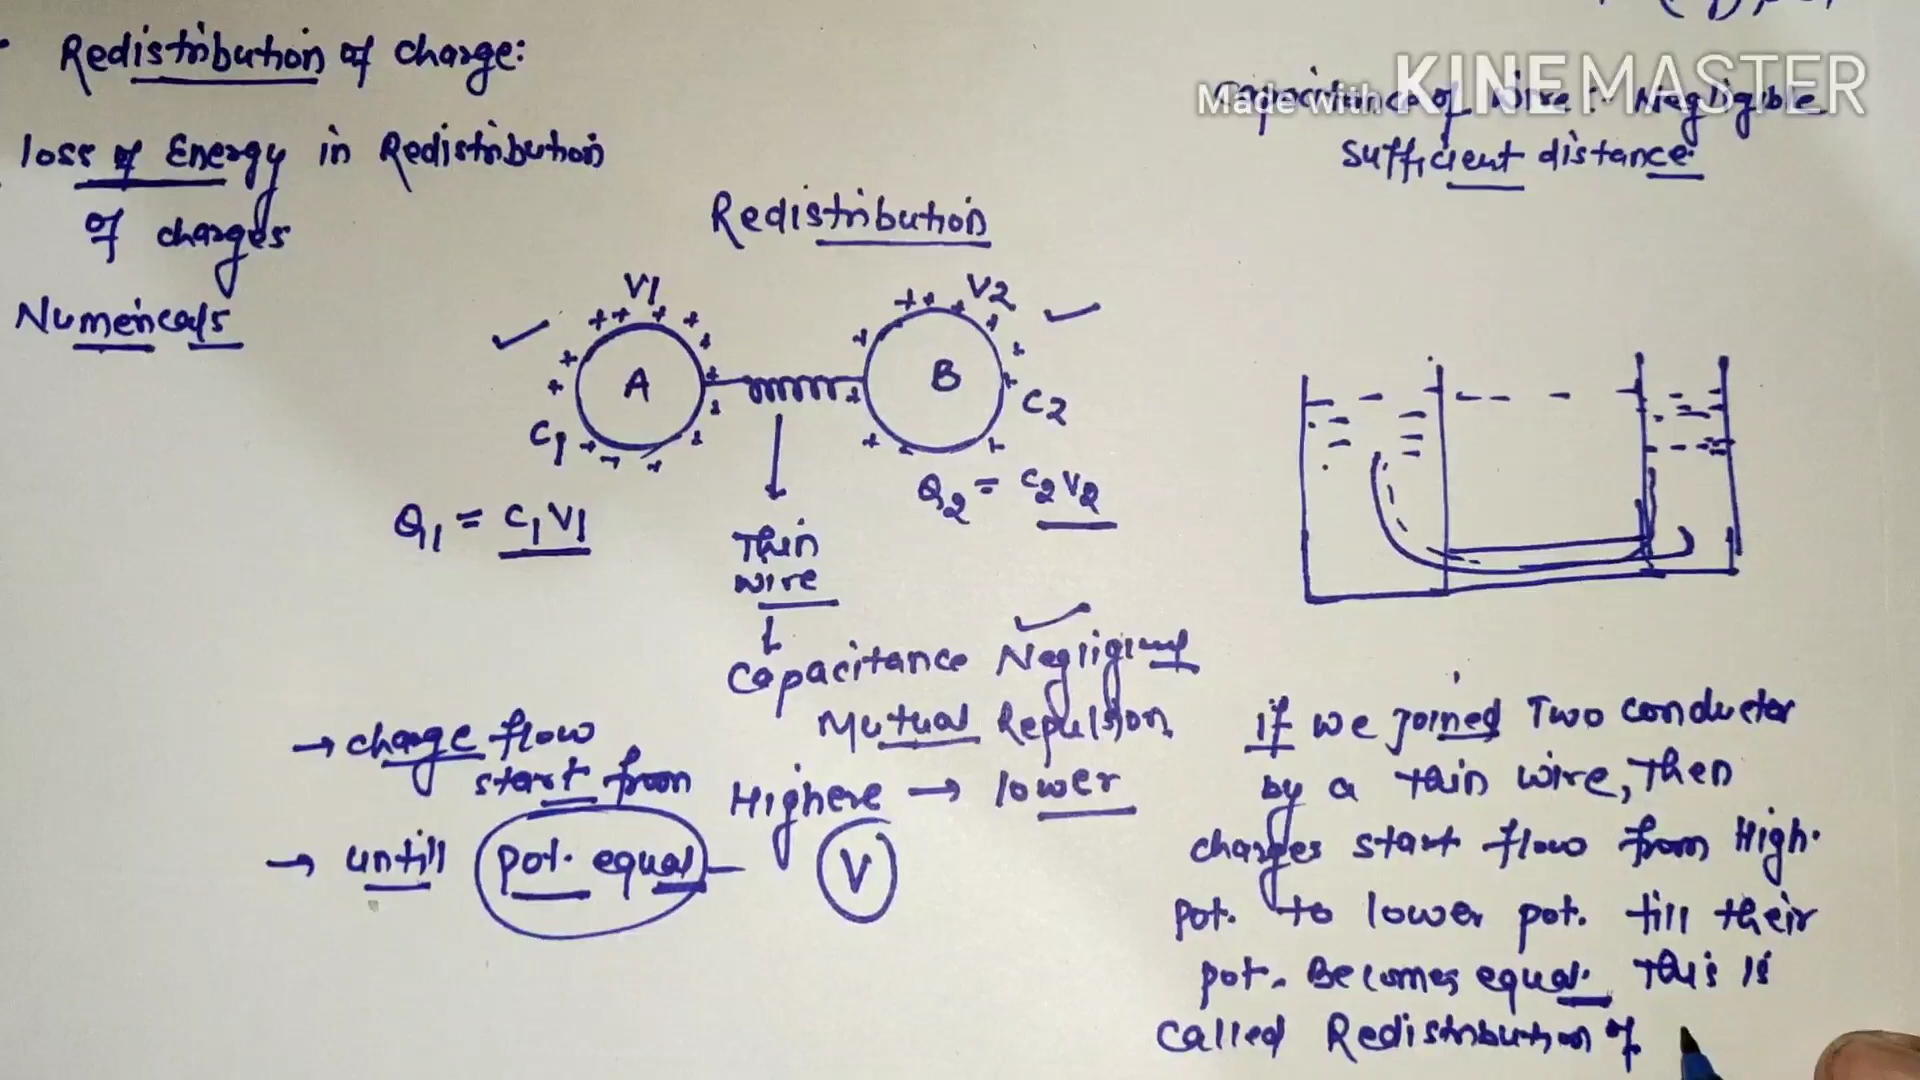 Redistribution of charge:
loss of Energy in Redistribution
of charges
Numericals
Made with KINEMASTER
Capacitance of wire :- Negligible
sufficient distance
Redistribution
V1
V2
A
B
C1
C2
Q1 = C1V1
Q2 = C2V2
Thin
wire
Capacitance
Mutual Repulsion
→ charge flow
start from
Highere → lower
→ untill pot. equal
V
if we joined Two conductor
by a thin wire, Then
charges start flow from High.
pot. to lower pot. till their
pot. Becomes equal. This is
called Redistribution of